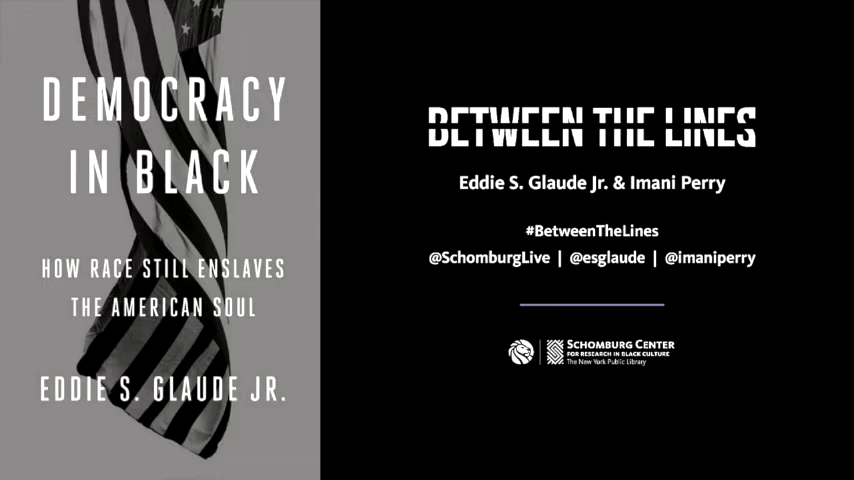 DEMOCRACY
IN BLACK
HOW RACE STILL ENSLAVES
THE AMERICAN SOUL
EDDIE S. GLAUDE JR.
BETWEEN THE LINES
Eddie S. Glaude Jr. & Imani Perry
#BetweenTheLines
@SchomburgLive | @esglaude | @imaniperry
SCHOMBURG CENTER
FOR RESEARCH IN BLACK CULTURE
The New York Public Library